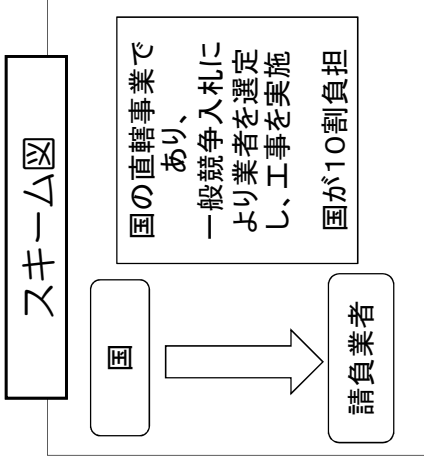 スキーム図
国
請負業者
国の直轄事業で
あり、
一般競争入札に
より業者を選定
し、工事を実施
国が10割負担